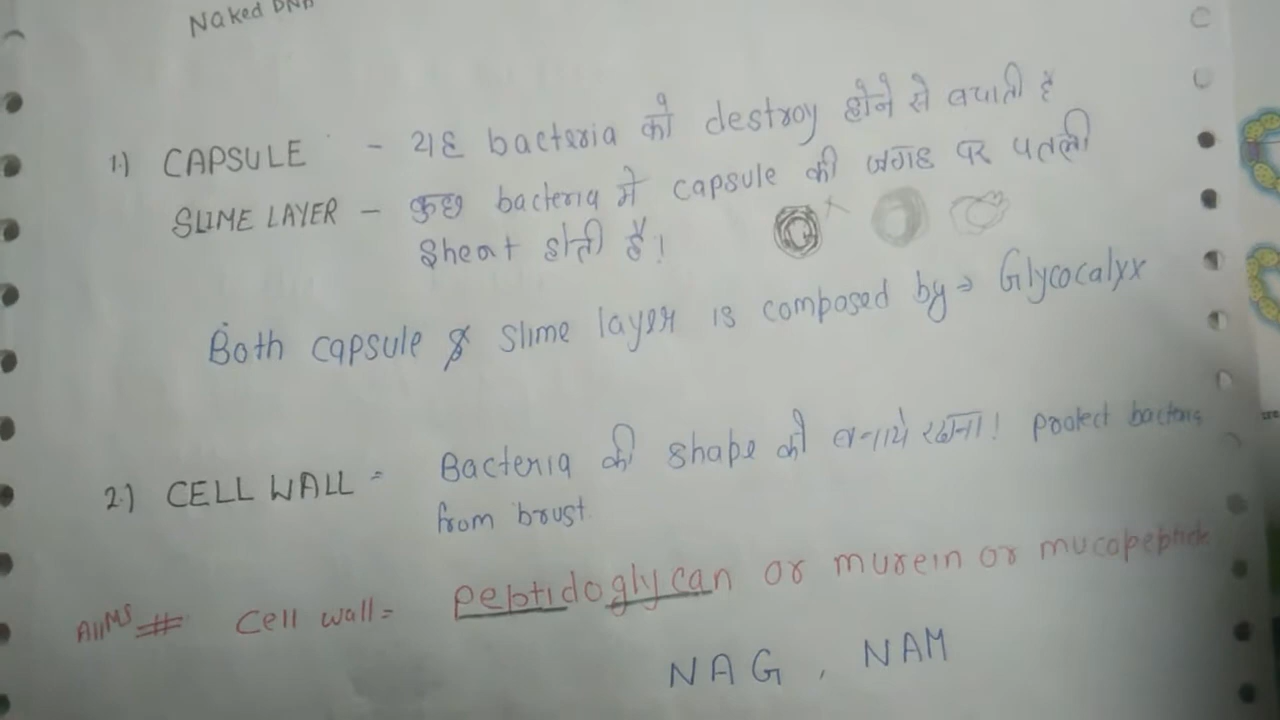 Naked DNA
1.) CAPSULE - यह bacteria को destroy होने से बचाती है
SLIME LAYER - कुछ bacteria मे capsule की जगह पर पतली
Sheat होती है!
Both capsule & slime layer is composed by → Glycocalyx
2.) CELL WALL = Bacteria की shape को बनाये रखना! Protect bacteria
from brust.
AIIMS # Cell wall = peptidoglycan or murein or mucopeptide
NAG , NAM